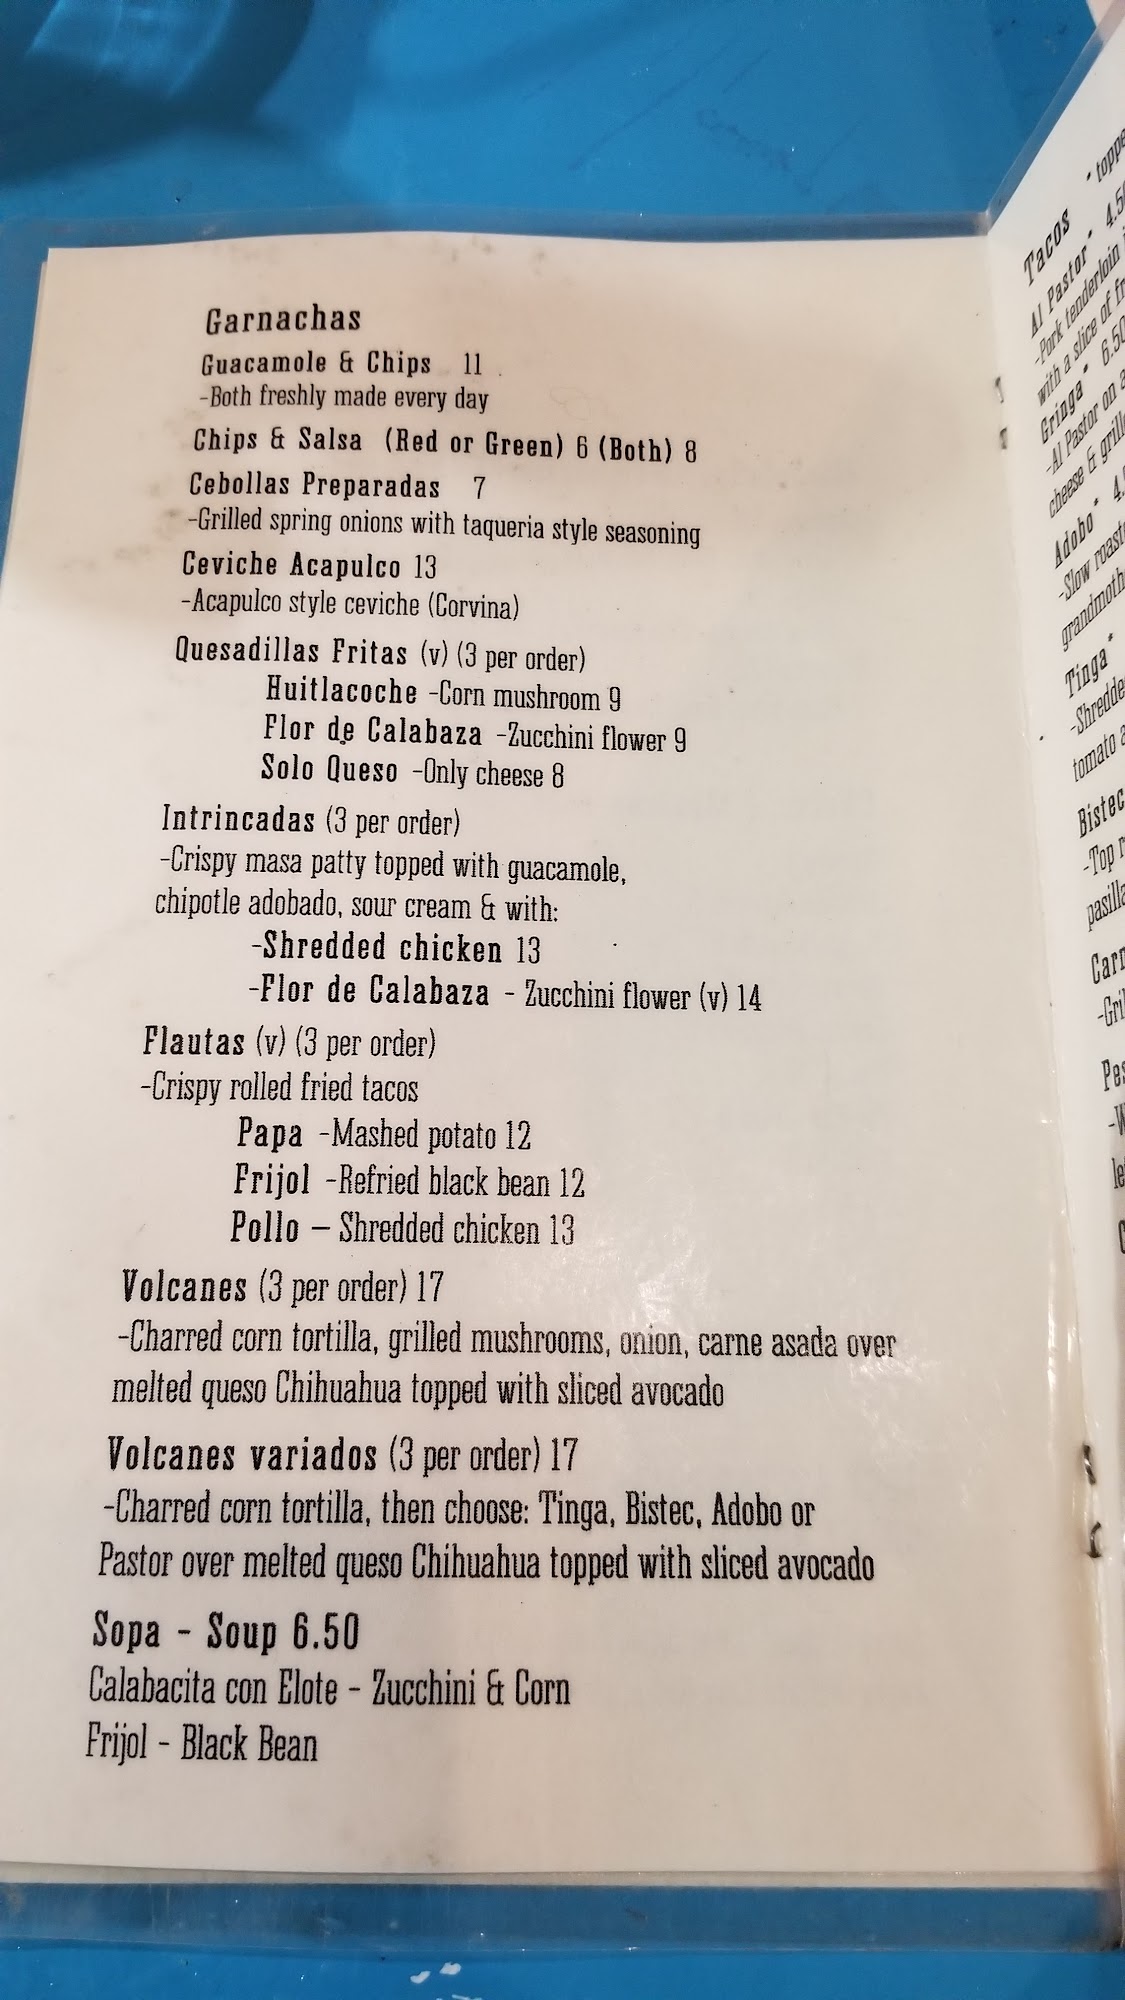 Garnachas
Guacamole & Chips 11
-Both freshly made every day
Chips & Salsa (Red or Green) 6 (Both) 8
Cebollas Preparadas 7
-Grilled spring onions with taqueria style seasoning
Ceviche Acapulco 13
-Acapulco style ceviche (Corvina)
Quesadillas Fritas (v) (3 per order)
Huitlacoche -Corn mushroom 9
Flor de Calabaza -Zucchini flower 9
Solo Queso -Only cheese 8
Intrincadas (3 per order)
-Crispy masa patty topped with guacamole,
chipotle adobado, sour cream & with:
-Shredded chicken 13
-Flor de Calabaza - Zucchini flower (v) 14
Flautas (v) (3 per order)
-Crispy rolled fried tacos
Papa -Mashed potato 12
Frijol -Refried black bean 12
Pollo – Shredded chicken 13
Volcanes (3 per order) 17
-Charred corn tortilla, grilled mushrooms, onion, carne asada over
melted queso Chihuahua topped with sliced avocado
Volcanes variados (3 per order) 17
-Charred corn tortilla, then choose: Tinga, Bistec, Adobo or
Pastor over melted queso Chihuahua topped with sliced avocado
Sopa - Soup 6.50
Calabacita con Elote - Zucchini & Corn
Frijol - Black Bean
Tacos
Al Pastor*
-Pork tenderloin
with a slice of
Gringa* 6.50
-Al Pastor on
cheese &
Adobo*
-Slow
Tinga*
tomato
Bistec
-Top